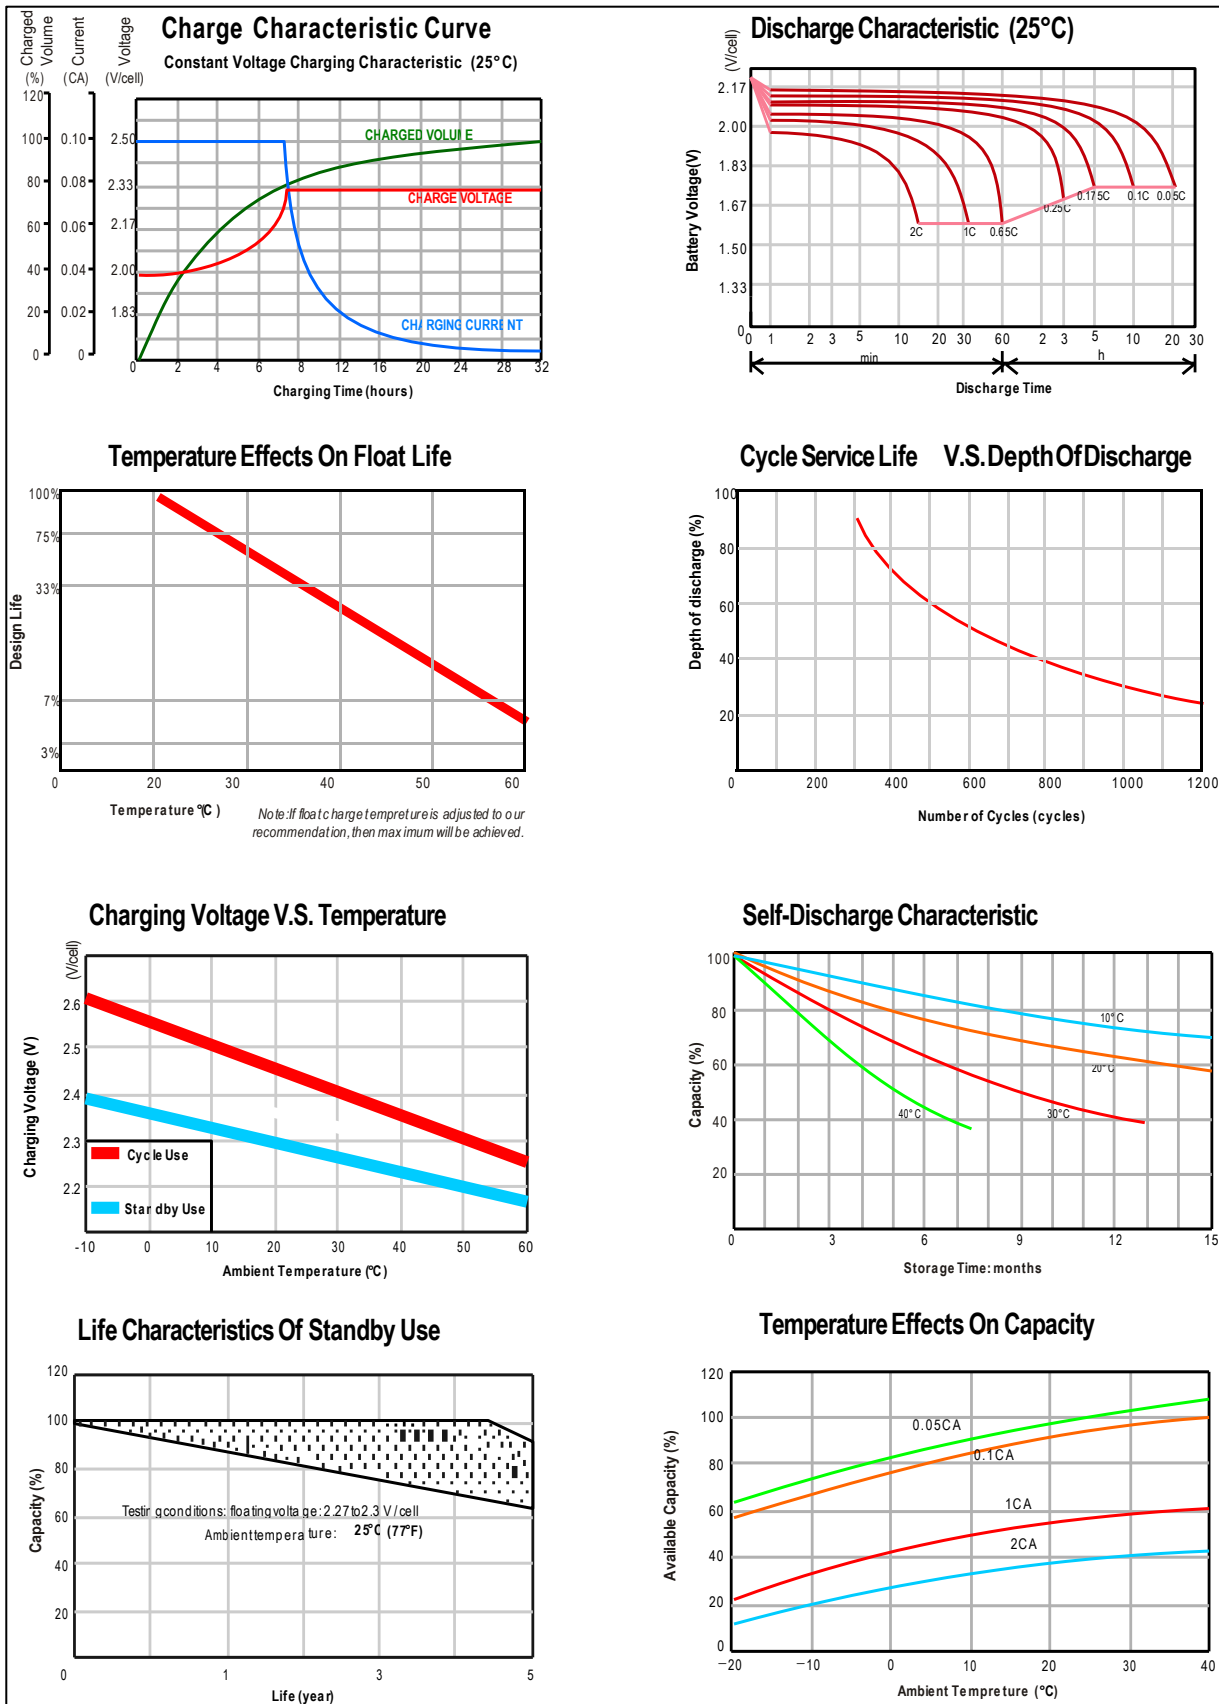 Charge Characteristic Curve
Constant Voltage Charging Characteristic (25°C)
Charged Volume
Current
Voltage
(%)
(CA)
(V/cell)
120
100
80
60
40
20
0
0.10
0.08
0.06
0.04
0.02
0
2.50
2.33
2.17
2.00
1.83
CHARGED VOLUME
CHARGE VOLTAGE
CHARGING CURRENT
0 2 4 6 8 12 16 20 24 28 32
Charging Time (hours)
Discharge Characteristic (25°C)
(V/cell)
Battery Voltage(V)
2.17
2.00
1.83
1.67
1.50
1.33
0
2C 1C 0.65C 0.25C 0.175C 0.1C 0.05C
0 1 2 3 5 10 20 30 60 2 3 5 10 20 30
min h
Discharge Time
Temperature Effects On Float Life
Design Life
100%
75%
33%
7%
3%
0 20 30 40 50 60
Temperature °(C )
Note:If float charge tempreture is adjusted to our
recommendation, then maximum will be achieved.
Cycle Service Life V.S. Depth Of Discharge
Depth of discharge (%)
100
80
60
40
20
0 200 400 600 800 1000 1200
Number of Cycles (cycles)
Charging Voltage V.S. Temperature
(V/cell)
Charging Voltage (V)
2.6
2.5
2.4
2.3
2.2
Cycle Use
Standby Use
-10 0 10 20 30 40 50 60
Ambient Temperature (°C)
Self-Discharge Characteristic
Capacity (%)
100
80
60
40
20
10°C
20°C
30°C
40°C
0 3 6 9 12 15
Storage Time: months
Life Characteristics Of Standby Use
Capacity (%)
120
100
80
60
40
20
Testing conditions: floating voltage: 2.27 to 2.3 V/cell
Ambient temperature: 25°C (77°F)
0 1 3 5
Life (year)
Temperature Effects On Capacity
Available Capacity (%)
120
100
80
60
40
20
0
0.05CA
0.1CA
1CA
2CA
−20 −10 0 10 20 30 40
Ambient Tempreture (°C)